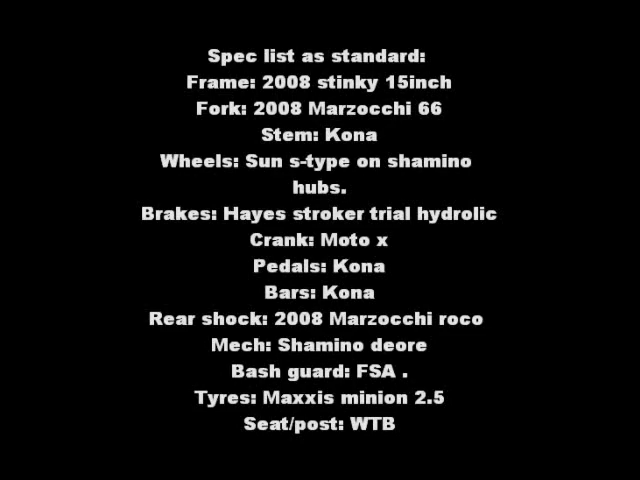 Spec list as standard:
Frame: 2008 stinky 15inch
Fork: 2008 Marzocchi 66
Stem: Kona
Wheels: Sun s-type on shamino
hubs.
Brakes: Hayes stroker trial hydrolic
Crank: Moto x
Pedals: Kona
Bars: Kona
Rear shock: 2008 Marzocchi roco
Mech: Shamino deore
Bash guard: FSA .
Tyres: Maxxis minion 2.5
Seat/post: WTB